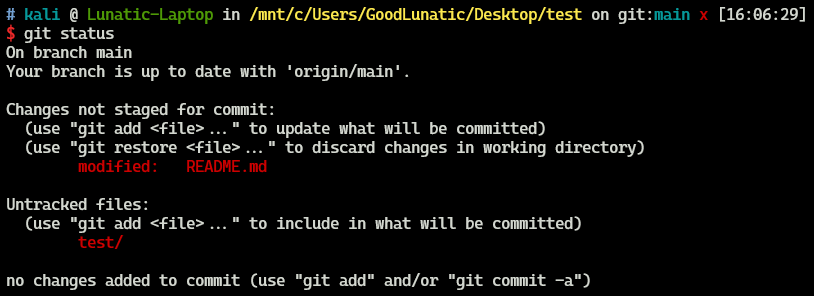 # kali @ Lunatic-Laptop in /mnt/c/Users/GoodLunatic/Desktop/test on git:main x [16:06:29]
$ git status
On branch main
Your branch is up to date with 'origin/main'.

Changes not staged for commit:
  (use "git add <file>..." to update what will be committed)
  (use "git restore <file>..." to discard changes in working directory)
        modified:   README.md

Untracked files:
  (use "git add <file>..." to include in what will be committed)
        test/

no changes added to commit (use "git add" and/or "git commit -a")